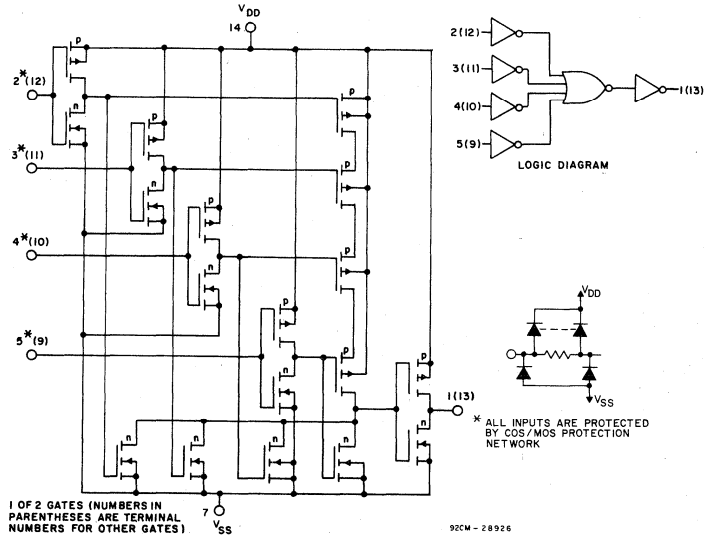 VDD
14
p
2*(12)
n
p
3*(11)
n
p
4*(10)
n
p
5*(9)
n
p
p
p
p
p
n
1(13)
n
n
n
n
7
VSS
1 OF 2 GATES (NUMBERS IN
PARENTHESES ARE TERMINAL
NUMBERS FOR OTHER GATES)
2(12)
3(11)
4(10)
5(9)
1(13)
LOGIC DIAGRAM
VDD
VSS
* ALL INPUTS ARE PROTECTED
BY COS/MOS PROTECTION
NETWORK
92CM-28926